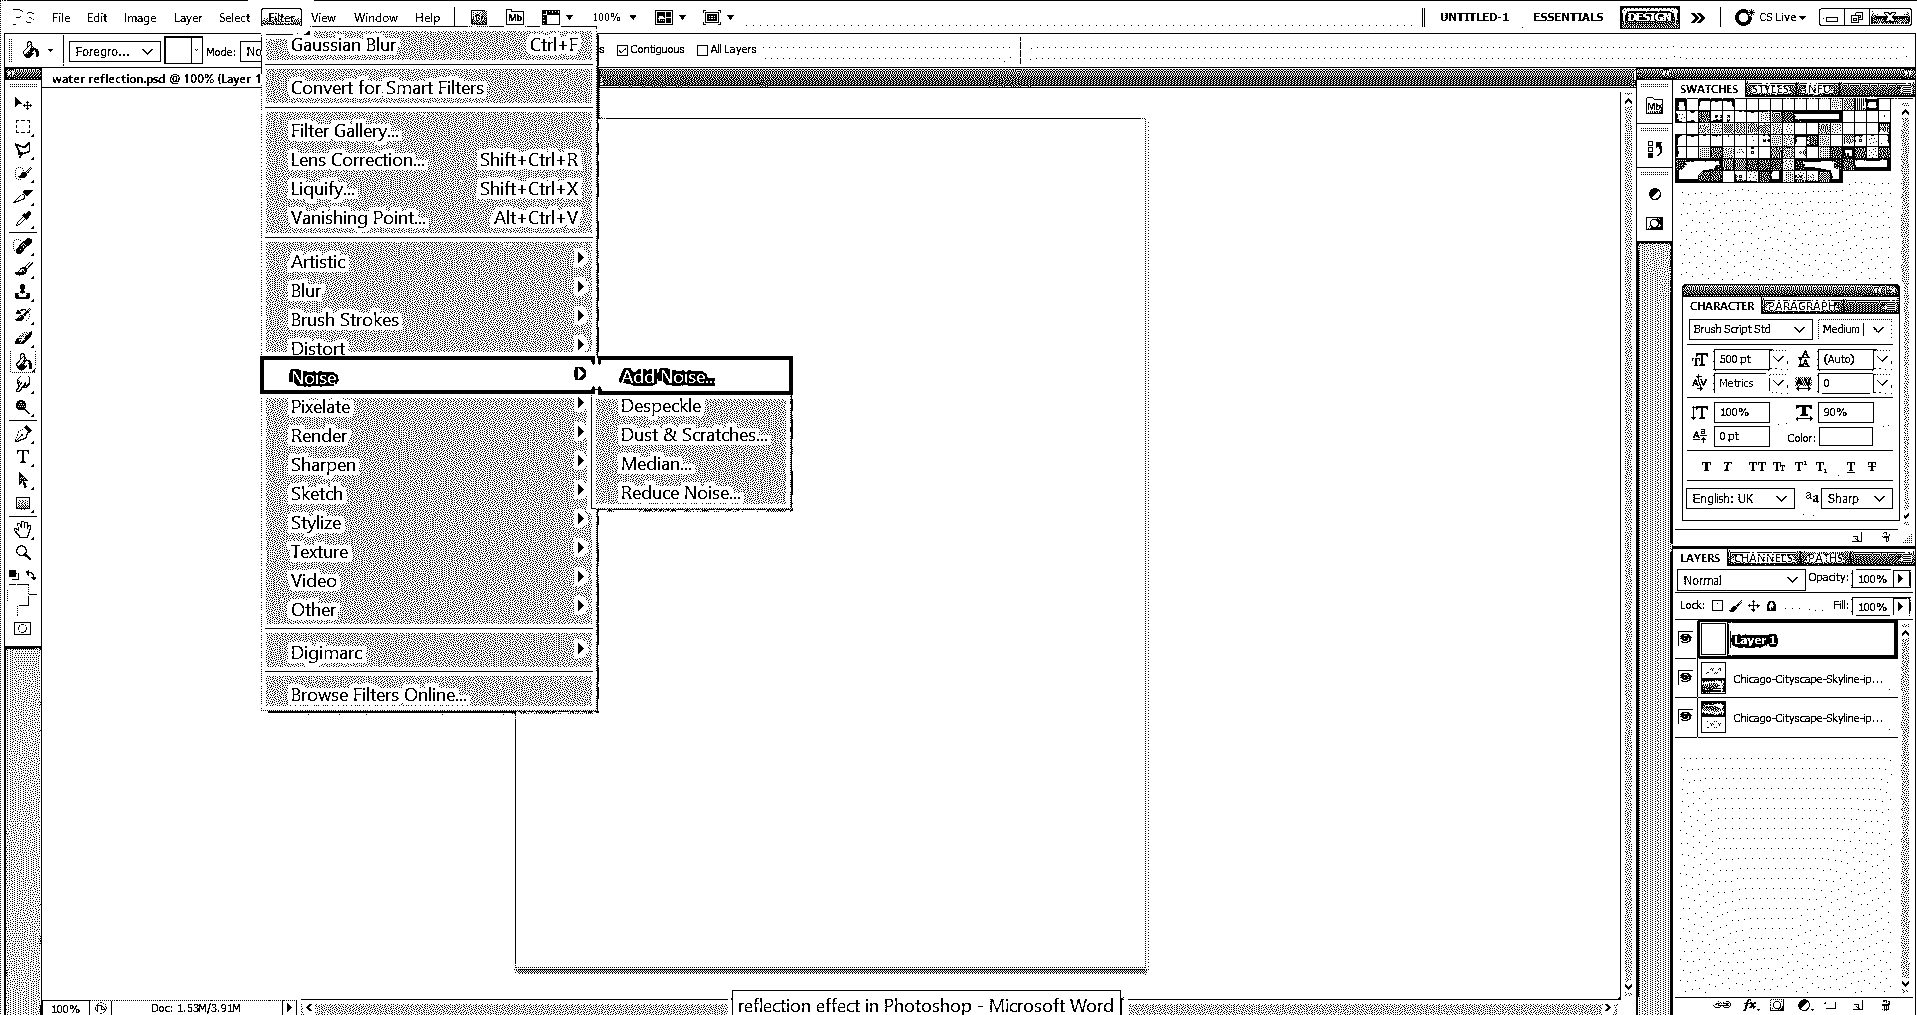 Ps File Edit Image Layer Select Filter View Window Help Br Mb 100% UNTITLED-1 ESSENTIALS DESIGN CS Live
Foregro... Mode: No s Contiguous All Layers
water reflection.psd @ 100% (Layer 1
Gaussian Blur Ctrl+F
Convert for Smart Filters
Filter Gallery...
Lens Correction... Shift+Ctrl+R
Liquify... Shift+Ctrl+X
Vanishing Point... Alt+Ctrl+V
Artistic
Blur
Brush Strokes
Distort
Noise
Pixelate
Render
Sharpen
Sketch
Stylize
Texture
Video
Other
Digimarc
Browse Filters Online...
Add Noise...
Despeckle
Dust & Scratches...
Median...
Reduce Noise...
SWATCHES STYLES INFO
Mb
CHARACTER PARAGRAPH
Brush Script Std Medium
500 pt (Auto)
Metrics 0
100% 90%
0 pt Color:
T T TT Tr T¹ T₁ T T
English: UK aa Sharp
LAYERS CHANNELS PATHS
Normal Opacity: 100%
Lock: Fill: 100%
Layer 1
Chicago-Cityscape-Skyline-ip...
Chicago-Cityscape-Skyline-ip...
100% Doc: 1.53M/3.91M
reflection effect in Photoshop - Microsoft Word
fx